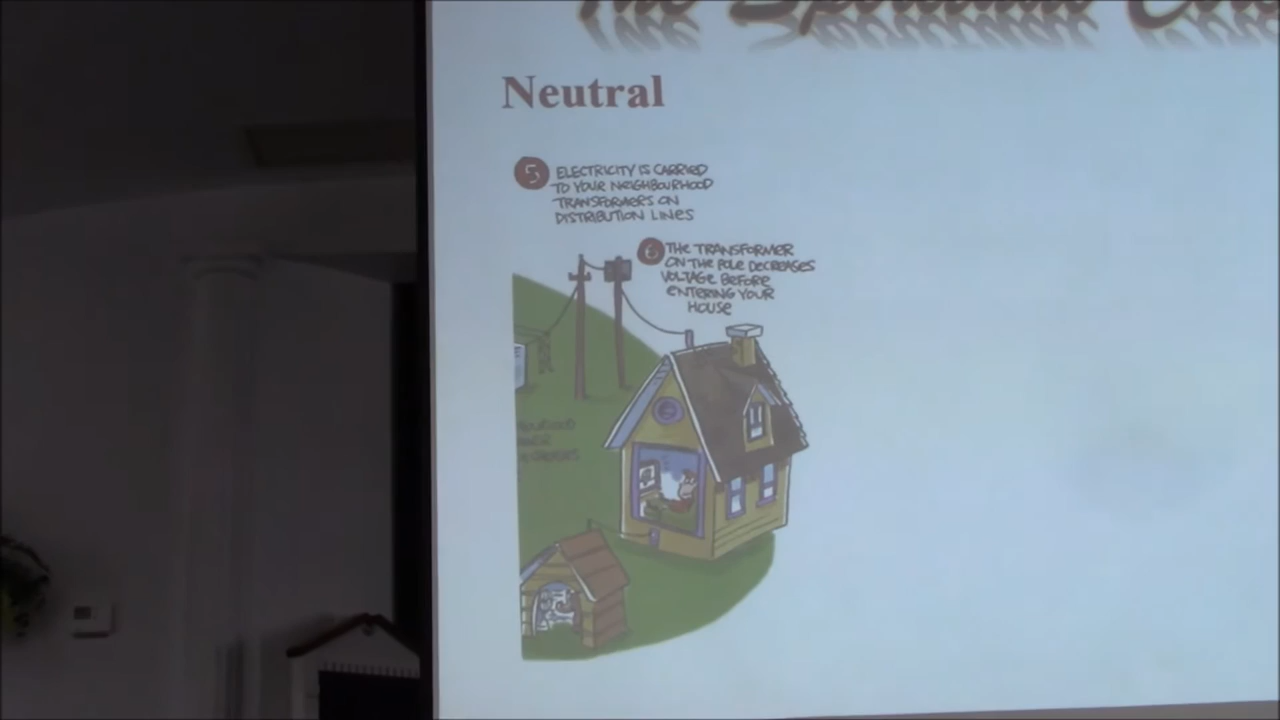 The
Neutral
5 ELECTRICITY IS CARRIED
TO YOUR NEIGHBOURHOOD
TRANSFORMERS ON
DISTRIBUTION LINES
6 THE TRANSFORMER
ON THE POLE DECREASES
VOLTAGE BEFORE
ENTERING YOUR
HOUSE